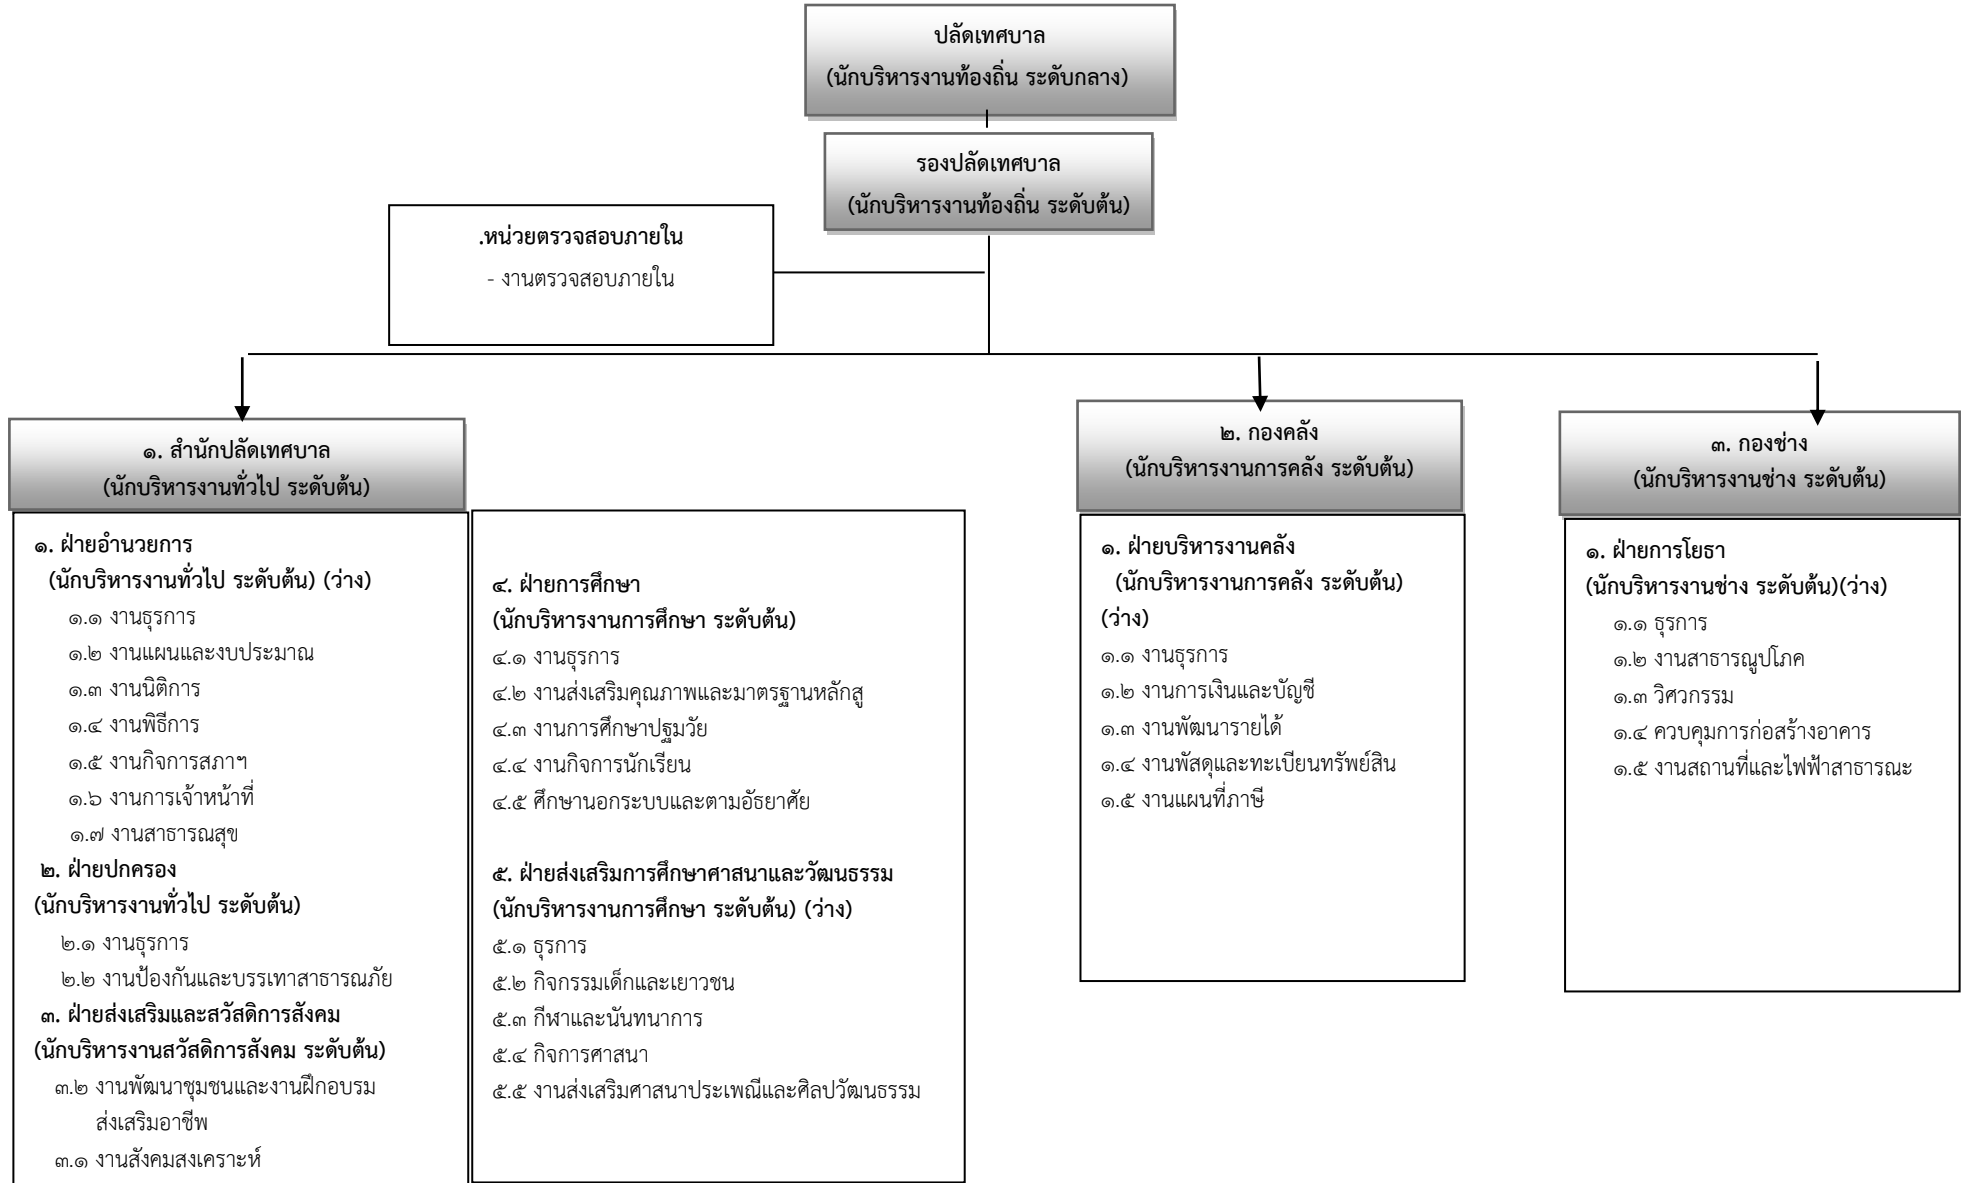 ปลัดเทศบาล
(นักบริหารงานท้องถิ่น ระดับกลาง)
รองปลัดเทศบาล
(นักบริหารงานท้องถิ่น ระดับต้น)
.หน่วยตรวจสอบภายใน
- งานตรวจสอบภายใน
๑. สำนักปลัดเทศบาล
(นักบริหารงานทั่วไป ระดับต้น)
๑. ฝ่ายอำนวยการ
(นักบริหารงานทั่วไป ระดับต้น) (ว่าง)
๑.๑ งานธุรการ
๑.๒ งานแผนและงบประมาณ
๑.๓ งานนิติการ
๑.๔ งานพิธีการ
๑.๕ งานกิจการสภาฯ
๑.๖ งานการเจ้าหน้าที่
๑.๗ งานสาธารณสุข
๒. ฝ่ายปกครอง
(นักบริหารงานทั่วไป ระดับต้น)
๒.๑ งานธุรการ
๒.๒ งานป้องกันและบรรเทาสาธารณภัย
๓. ฝ่ายส่งเสริมและสวัสดิการสังคม
(นักบริหารงานสวัสดิการสังคม ระดับต้น)
๓.๒ งานพัฒนาชุมชนและงานฝึกอบรม
ส่งเสริมอาชีพ
๓.๑ งานสังคมสงเคราะห์
๔. ฝ่ายการศึกษา
(นักบริหารงานการศึกษา ระดับต้น)
๔.๑ งานธุรการ
๔.๒ งานส่งเสริมคุณภาพและมาตรฐานหลักสู
๔.๓ งานการศึกษาปฐมวัย
๔.๔ งานกิจการนักเรียน
๔.๕ ศึกษานอกระบบและตามอัธยาศัย
๕. ฝ่ายส่งเสริมการศึกษาศาสนาและวัฒนธรรม
(นักบริหารงานการศึกษา ระดับต้น) (ว่าง)
๕.๑ ธุรการ
๕.๒ กิจกรรมเด็กและเยาวชน
๕.๓ กีฬาและนันทนาการ
๕.๔ กิจการศาสนา
๕.๕ งานส่งเสริมศาสนาประเพณีและศิลปวัฒนธรรม
๒. กองคลัง
(นักบริหารงานการคลัง ระดับต้น)
๑. ฝ่ายบริหารงานคลัง
(นักบริหารงานการคลัง ระดับต้น)
(ว่าง)
๑.๑ งานธุรการ
๑.๒ งานการเงินและบัญชี
๑.๓ งานพัฒนารายได้
๑.๔ งานพัสดุและทะเบียนทรัพย์สิน
๑.๕ งานแผนที่ภาษี
๓. กองช่าง
(นักบริหารงานช่าง ระดับต้น)
๑. ฝ่ายการโยธา
(นักบริหารงานช่าง ระดับต้น)(ว่าง)
๑.๑ ธุรการ
๑.๒ งานสาธารณูปโภค
๑.๓ วิศวกรรม
๑.๔ ควบคุมการก่อสร้างอาคาร
๑.๕ งานสถานที่และไฟฟ้าสาธารณะ